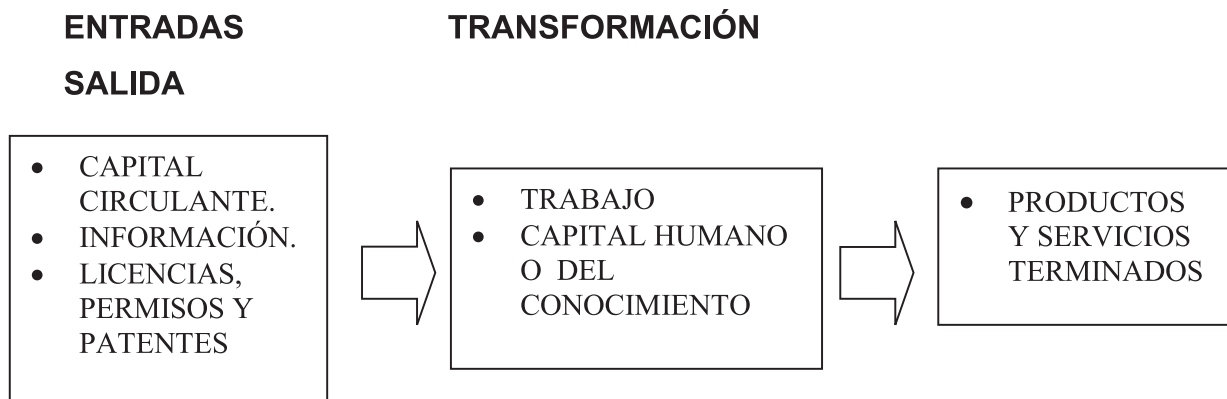 ENTRADAS TRANSFORMACIÓN
SALIDA
• CAPITAL
CIRCULANTE.
• INFORMACIÓN.
• LICENCIAS,
PERMISOS Y
PATENTES
• TRABAJO
• CAPITAL HUMANO
O DEL
CONOCIMIENTO
• PRODUCTOS
Y SERVICIOS
TERMINADOS